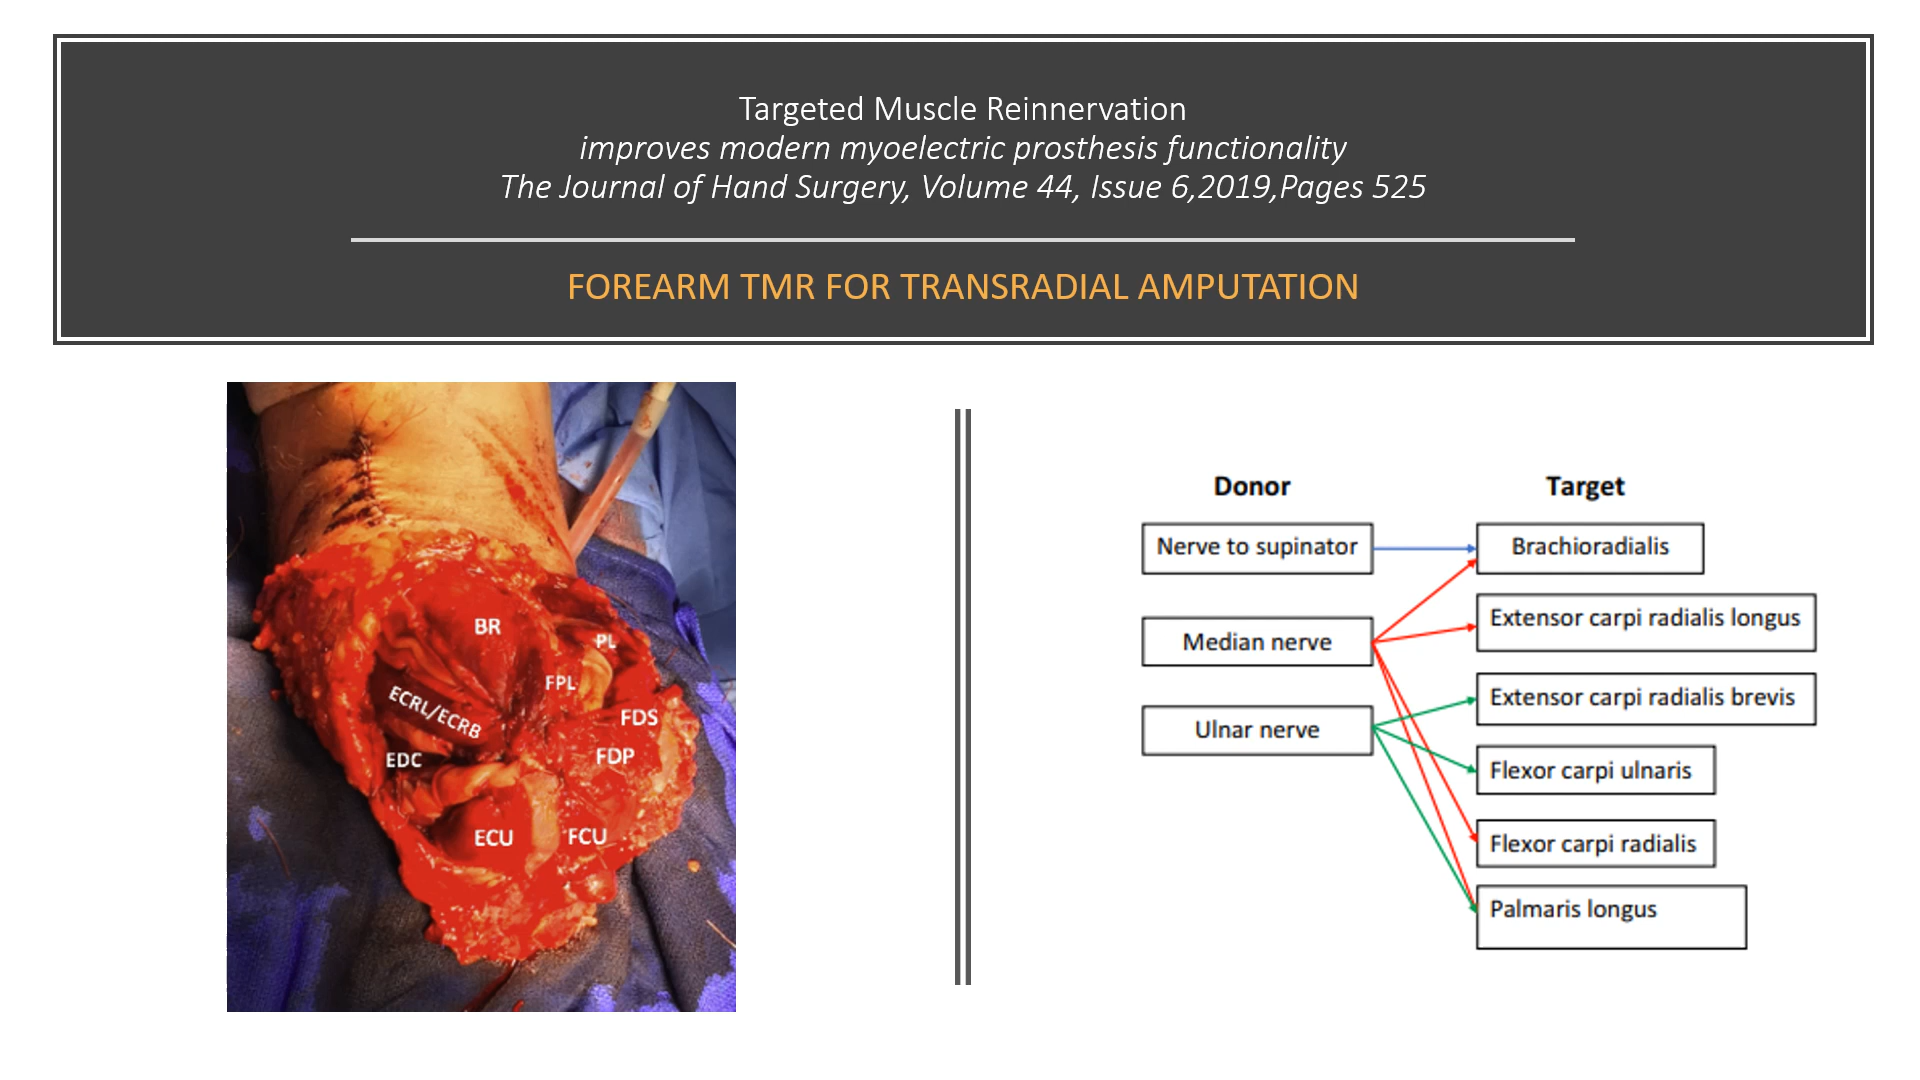 Targeted Muscle Reinnervation
improves modern myoelectric prosthesis functionality
The Journal of Hand Surgery, Volume 44, Issue 6,2019,Pages 525
FOREARM TMR FOR TRANSRADIAL AMPUTATION
BR
PL
FPL
ECRL/ECRB
FDS
EDC
FDP
ECU
FCU
Donor
Target
Nerve to supinator
Brachioradialis
Median nerve
Extensor carpi radialis longus
Extensor carpi radialis brevis
Ulnar nerve
Flexor carpi ulnaris
Flexor carpi radialis
Palmaris longus